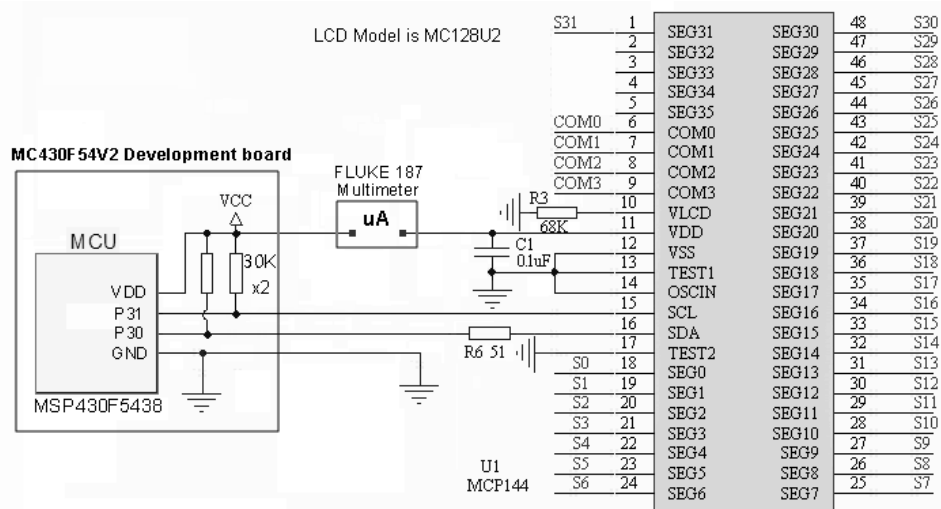 LCD Model is MC128U2
MC430F54V2 Development board
VCC
MCU
30K
x2
VDD
P31
P30
GND
MSP430F5438
FLUKE 187
Multimeter
uA
R3
68K
C1
0.1uF
R6 51
U1
MCP144
S31 1 SEG31
2 SEG32
3 SEG33
4 SEG34
5 SEG35
COM0 6 COM0
COM1 7 COM1
COM2 8 COM2
COM3 9 COM3
10 VLCD
11 VDD
12 VSS
13 TEST1
14 OSCIN
15 SCL
16 SDA
17 TEST2
S0 18 SEG0
S1 19 SEG1
S2 20 SEG2
S3 21 SEG3
S4 22 SEG4
S5 23 SEG5
S6 24 SEG6
SEG30 48 S30
SEG29 47 S29
SEG28 46 S28
SEG27 45 S27
SEG26 44 S26
SEG25 43 S25
SEG24 42 S24
SEG23 41 S23
SEG22 40 S22
SEG21 39 S21
SEG20 38 S20
SEG19 37 S19
SEG18 36 S18
SEG17 35 S17
SEG16 34 S16
SEG15 33 S15
SEG14 32 S14
SEG13 31 S13
SEG12 30 S12
SEG11 29 S11
SEG10 28 S10
SEG9 27 S9
SEG8 26 S8
SEG7 25 S7